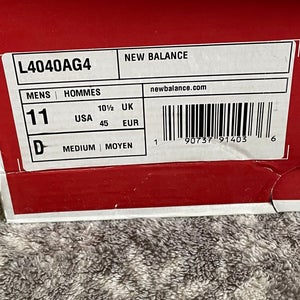 L4040AG4 NEW BALANCE
MENS | HOMMES newbalance.com
11 10½ UK
USA 45 EUR
D MEDIUM | MOYEN
1 90737 91403 6